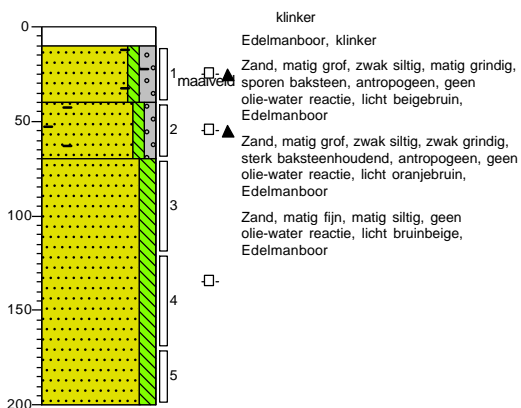 klinker
0
Edelmanboor, klinker
1
maaiveld
Zand, matig grof, zwak siltig, matig grindig,
sporen baksteen, antropogeen, geen
olie-water reactie, licht beigebruin,
Edelmanboor
50
2
Zand, matig grof, zwak siltig, zwak grindig,
sterk baksteenhoudend, antropogeen, geen
olie-water reactie, licht oranjebruin,
Edelmanboor
3
100
Zand, matig fijn, matig siltig, geen
olie-water reactie, licht bruinbeige,
Edelmanboor
4
150
5
200